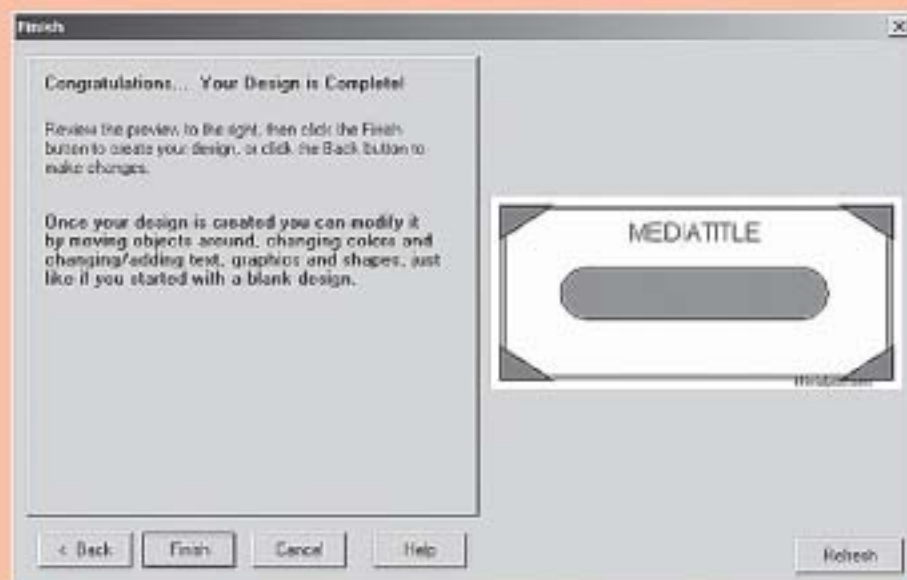 Finish
Congratulations... Your Design is Complete!
Review the preview to the right, then click the Finish
button to create your design, or click the Back button to
make changes.
Once your design is created you can modify it
by moving objects around, changing colors and
changing/adding text, graphics and shapes, just
like if you started with a blank design.
MEDIATITLE
< Back
Finish
Cancel
Help
Refresh